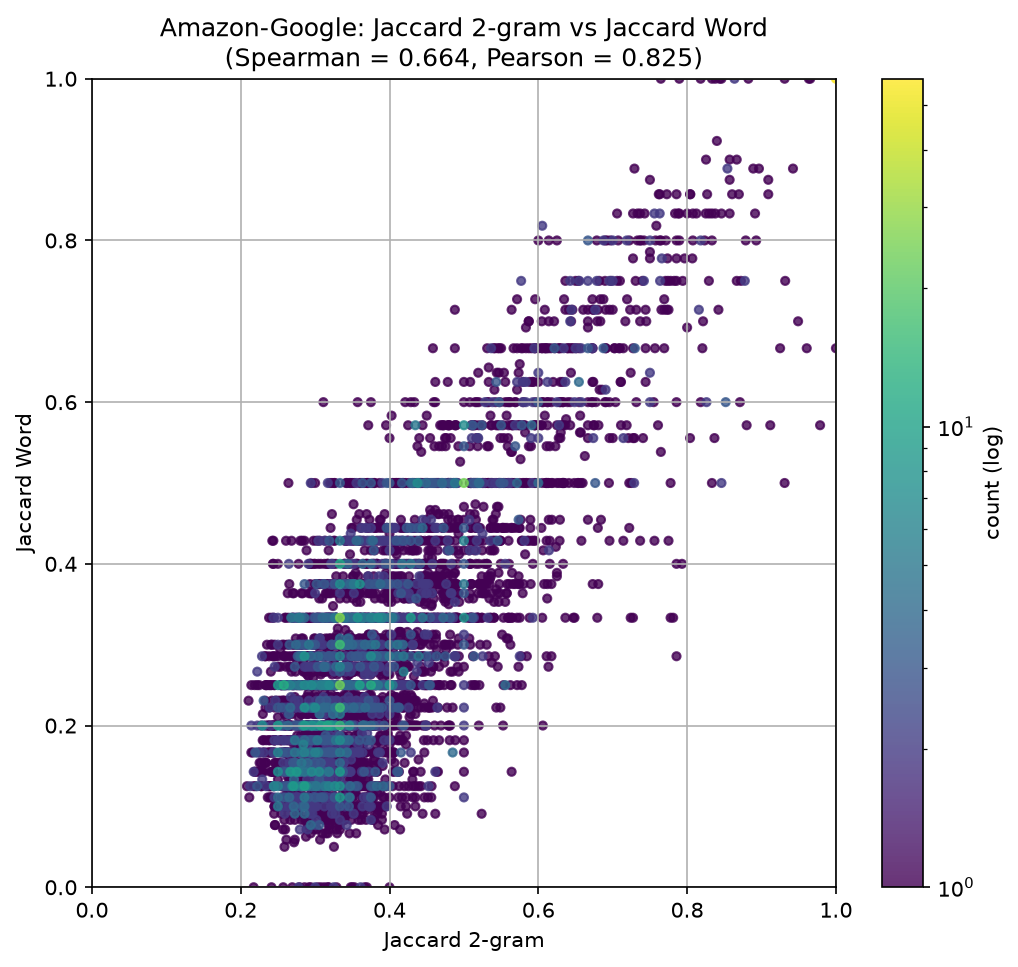 Amazon-Google: Jaccard 2-gram vs Jaccard Word
(Spearman = 0.664, Pearson = 0.825)
1.0
0.8
0.6
0.4
0.2
0.0
Jaccard Word
0.0 0.2 0.4 0.6 0.8 1.0
Jaccard 2-gram
10¹
10⁰
count (log)